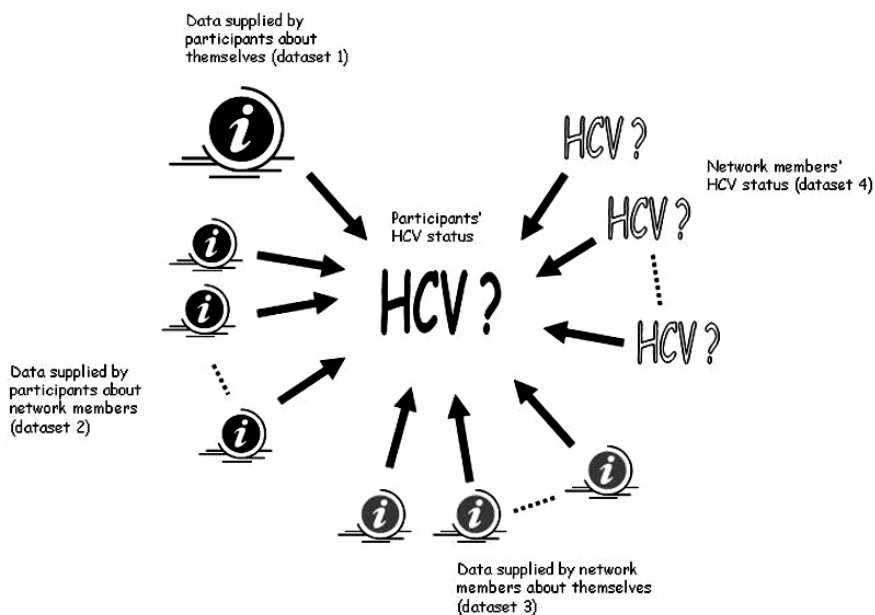 Data supplied by
participants about
themselves (dataset 1)
i
HCV?
Network members'
HCV status (dataset 4)
HCV?
Participants'
HCV status
i
HCV?
i
HCV?
Data supplied by
participants about
network members
(dataset 2)
i
i
i
i
Data supplied by network
members about themselves
(dataset 3)